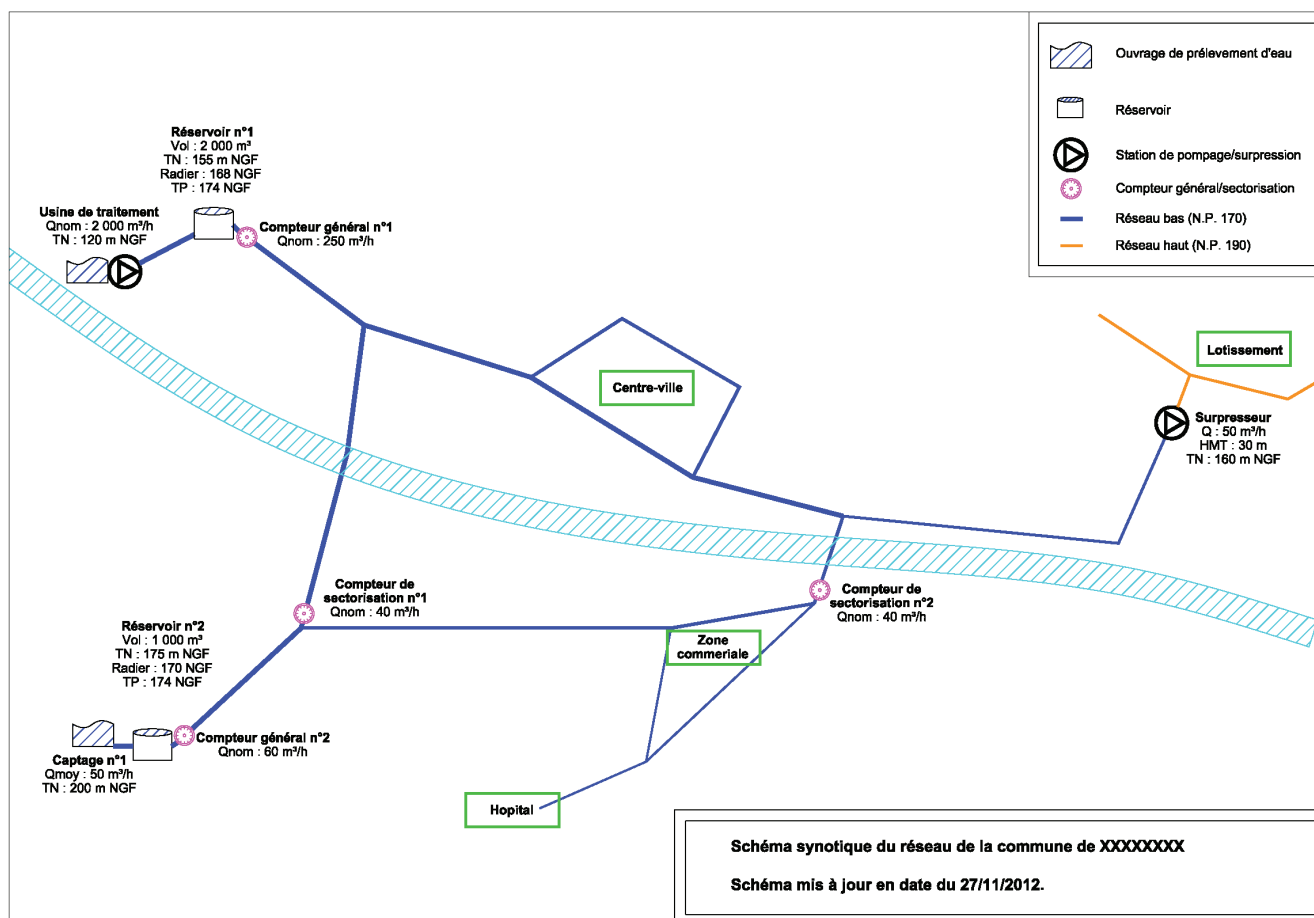 Ouvrage de prélevement d'eau
Réservoir
Station de pompage/surpression
Compteur général/sectorisation
Réseau bas (N.P. 170)
Réseau haut (N.P. 190)
Réservoir n°1
Vol : 2 000 m³
TN : 155 m NGF
Radier : 168 NGF
TP : 174 NGF
Usine de traitement
Qnom : 2 000 m³/h
TN : 120 m NGF
Compteur général n°1
Qnom : 250 m³/h
Centre-ville
Lotissement
Surpresseur
Q : 50 m³/h
HMT : 30 m
TN : 160 m NGF
Compteur de
sectorisation n°1
Qnom : 40 m³/h
Compteur de
sectorisation n°2
Qnom : 40 m³/h
Réservoir n°2
Vol : 1 000 m³
TN : 175 m NGF
Radier : 170 NGF
TP : 174 NGF
Zone
commeriale
Compteur général n°2
Qnom : 60 m³/h
Captage n°1
Qmoy : 50 m³/h
TN : 200 m NGF
Hopital
Schéma synotique du réseau de la commune de XXXXXXXX
Schéma mis à jour en date du 27/11/2012.